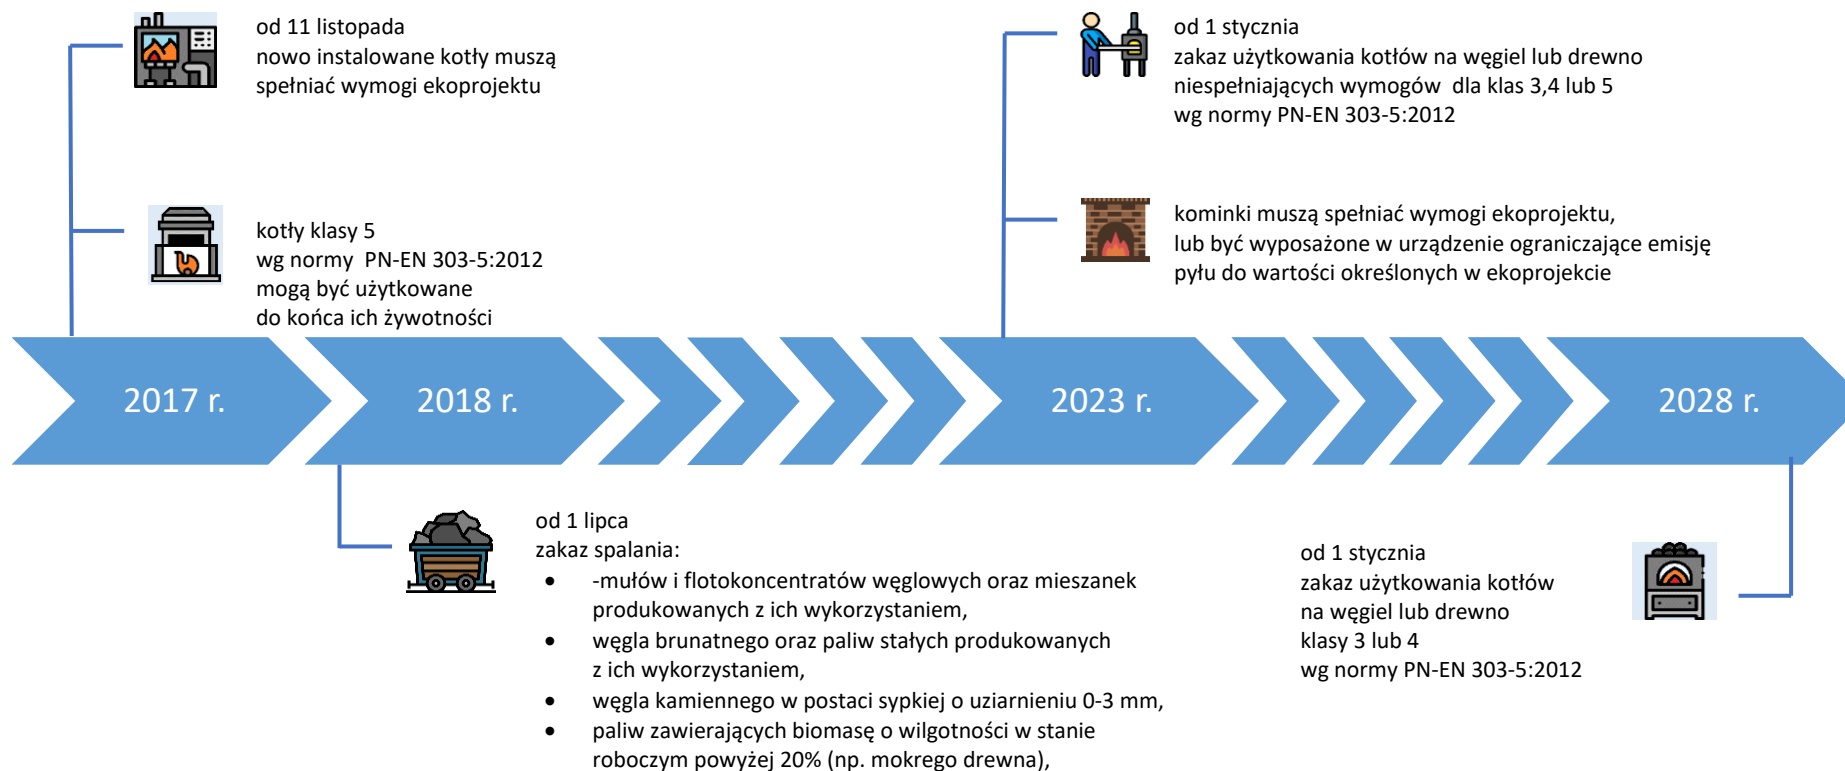 od 11 listopada
nowo instalowane kotły muszą
spełniać wymogi ekoprojektu
kotły klasy 5
wg normy PN-EN 303-5:2012
mogą być użytkowane
do końca ich żywotności
od 1 stycznia
zakaz użytkowania kotłów na węgiel lub drewno
niespełniających wymogów dla klas 3,4 lub 5
wg normy PN-EN 303-5:2012
kominki muszą spełniać wymogi ekoprojektu,
lub być wyposażone w urządzenie ograniczające emisję
pyłu do wartości określonych w ekoprojekcie
2017 r.
2018 r.
2023 r.
2028 r.
od 1 lipca
zakaz spalania:
• -mułów i flotokoncentratów węglowych oraz mieszanek
produkowanych z ich wykorzystaniem,
• węgla brunatnego oraz paliw stałych produkowanych
z ich wykorzystaniem,
• węgla kamiennego w postaci sypkiej o uziarnieniu 0-3 mm,
• paliw zawierających biomasę o wilgotności w stanie
roboczym powyżej 20% (np. mokrego drewna),
od 1 stycznia
zakaz użytkowania kotłów
na węgiel lub drewno
klasy 3 lub 4
wg normy PN-EN 303-5:2012